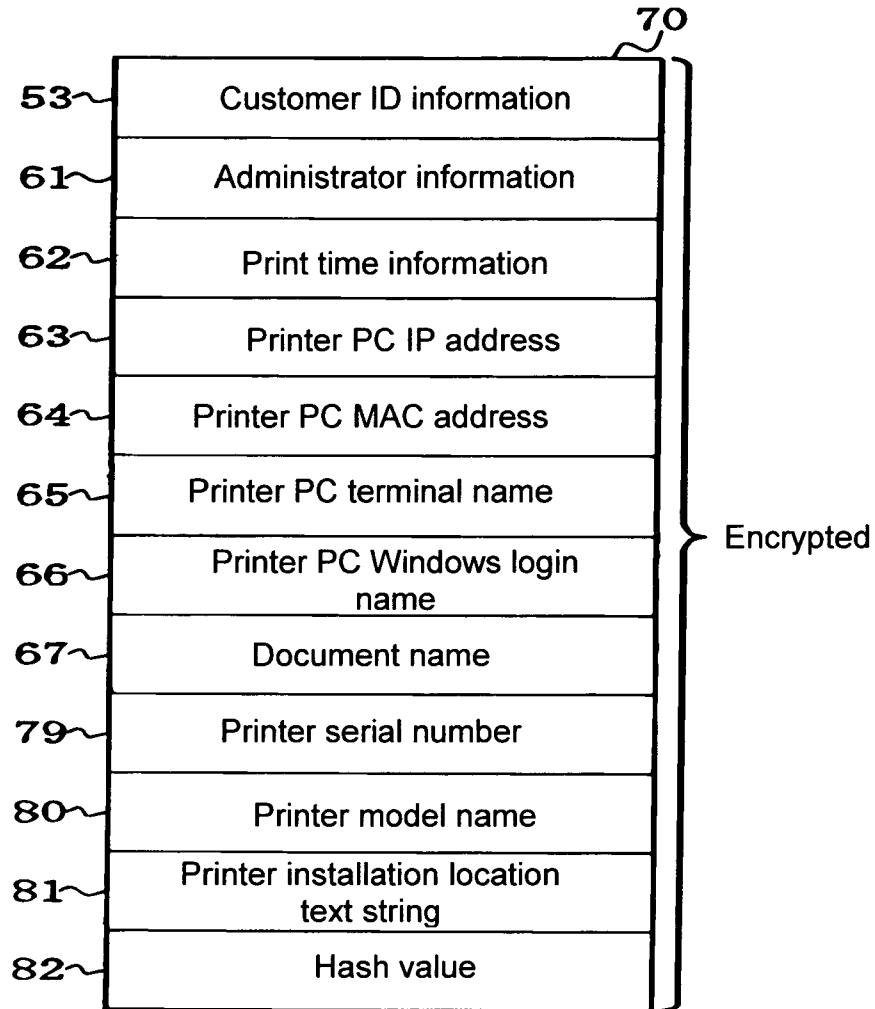 70
53 Customer ID information
61 Administrator information
62 Print time information
63 Printer PC IP address
64 Printer PC MAC address
65 Printer PC terminal name
66 Printer PC Windows login
name
Encrypted
67 Document name
79 Printer serial number
80 Printer model name
81 Printer installation location
text string
82 Hash value